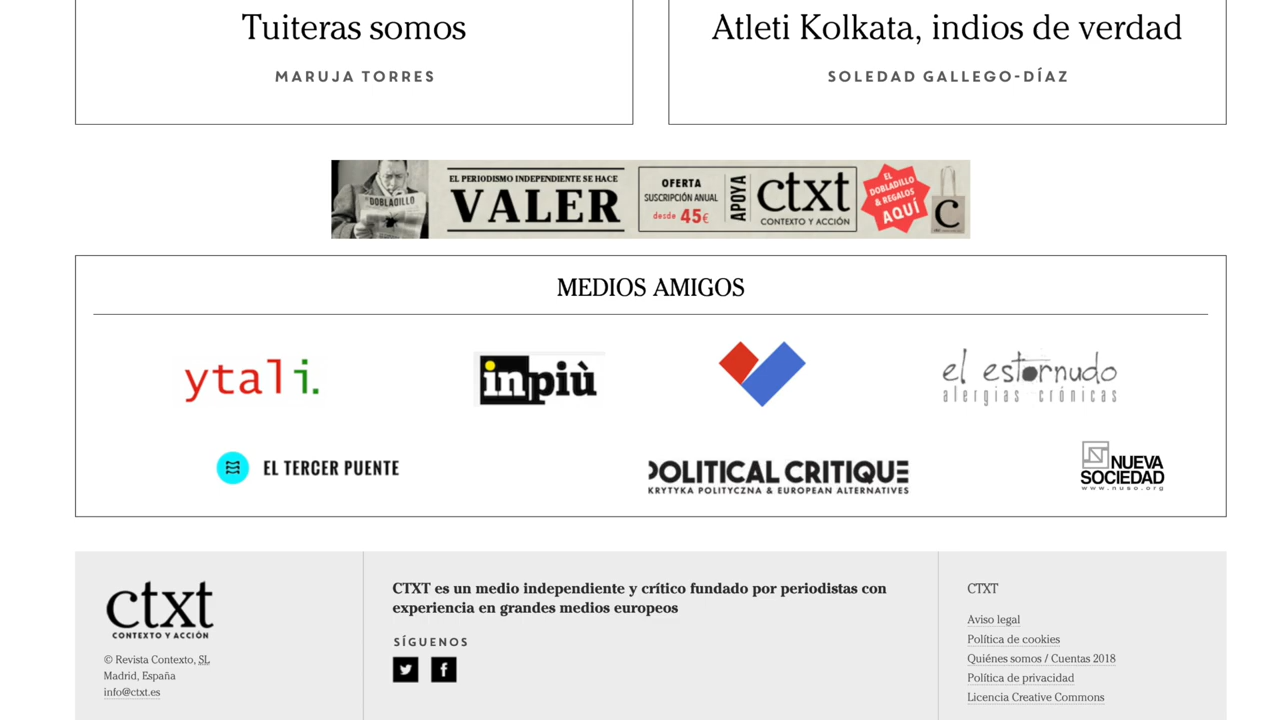 Tuiteras somos
MARUJA TORRES
Atleti Kolkata, indios de verdad
SOLEDAD GALLEGO-DÍAZ
DOBLADILLO
EL PERIODISMO INDEPENDIENTE SE HACE
VALER
OFERTA
SUSCRIPCIÓN ANUAL
desde 45€
APOYA
ctxt
CONTEXTO Y ACCIÓN
EL
DOBLADILLO
& REGALOS
AQUÍ
C
MEDIOS AMIGOS
ytali.
inpiù
el estornudo
alergias crónicas
EL TERCER PUENTE
POLITICAL CRITIQUE
KRYTYKA POLITYCZNA & EUROPEAN ALTERNATIVES
NUEVA
SOCIEDAD
www.nuso.org
ctxt
CONTEXTO Y ACCIÓN
© Revista Contexto, SL
Madrid, España
info@ctxt.es
CTXT es un medio independiente y crítico fundado por periodistas con
experiencia en grandes medios europeos
SÍGUENOS
CTXT
Aviso legal
Política de cookies
Quiénes somos / Cuentas 2018
Política de privacidad
Licencia Creative Commons